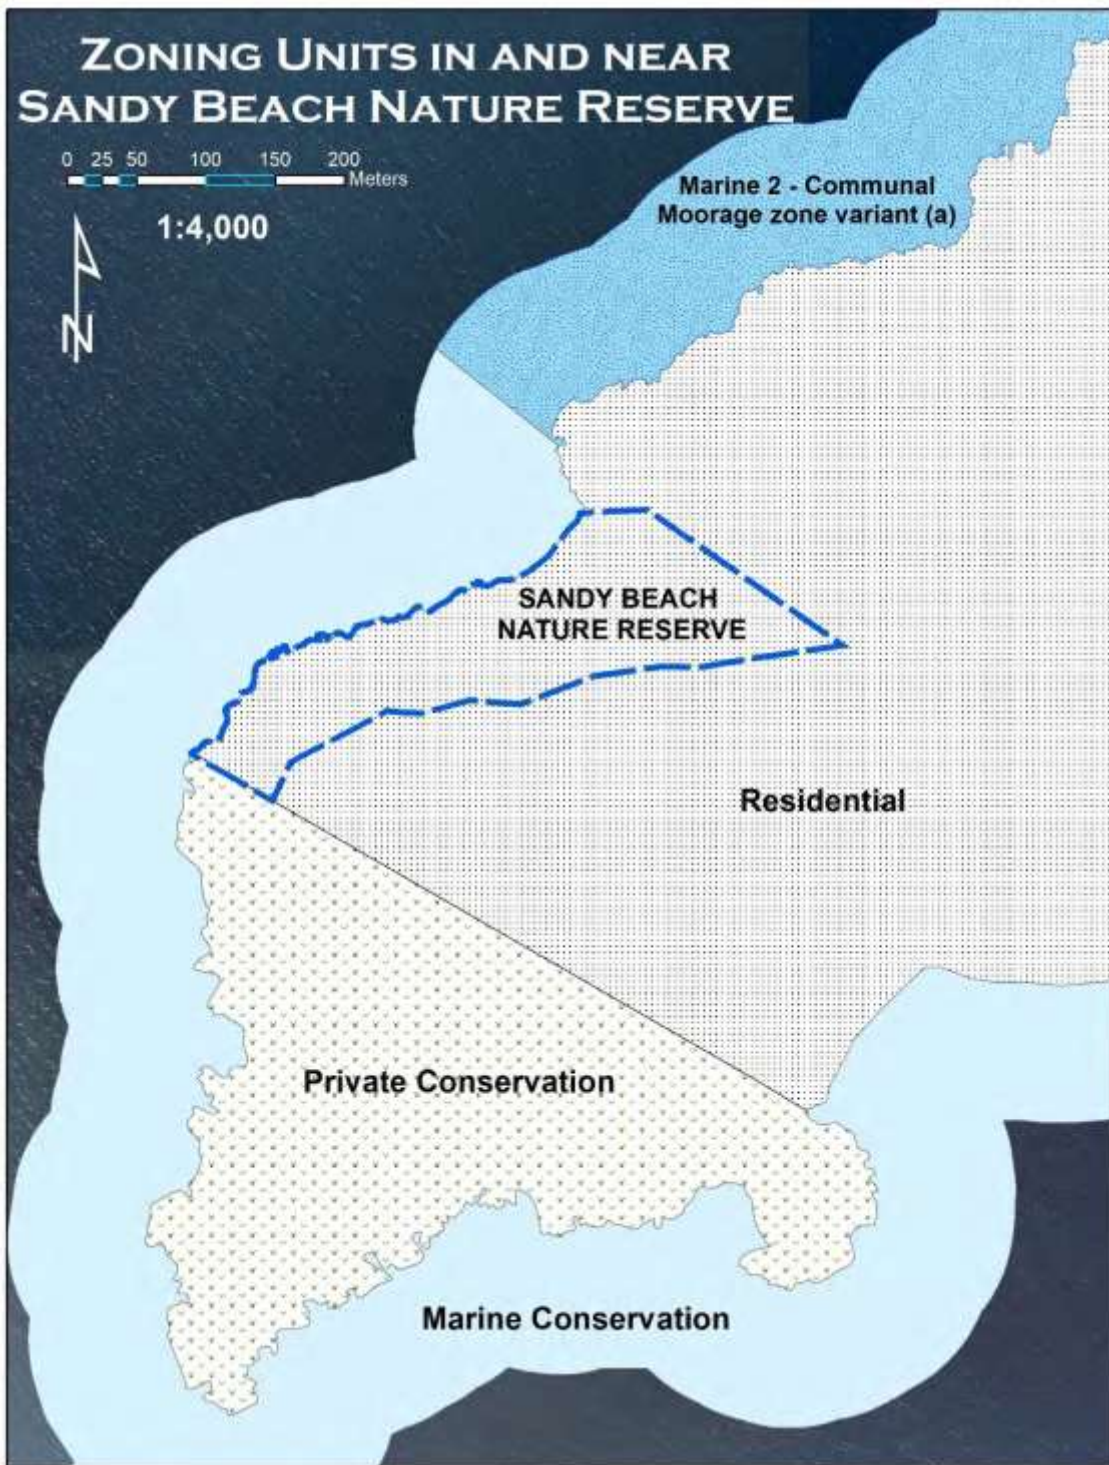 ZONING UNITS IN AND NEAR
SANDY BEACH NATURE RESERVE
0 25 50 100 150 200
Meters
1:4,000
N
Marine 2 - Communal
Moorage zone variant (a)
SANDY BEACH
NATURE RESERVE
Residential
Private Conservation
Marine Conservation